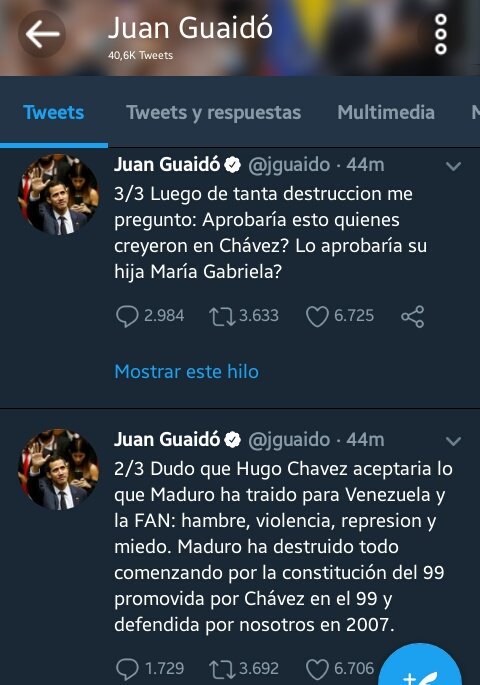 Juan Guaidó
40,6K Tweets
Tweets
Tweets y respuestas
Multimedia
Juan Guaidó @jguaido · 44m
3/3 Luego de tanta destruccion me
pregunto: Aprobaría esto quienes
creyeron en Chávez? Lo aprobaría su
hija María Gabriela?
2.984
3.633
6.725
Mostrar este hilo
Juan Guaidó @jguaido · 44m
2/3 Dudo que Hugo Chavez aceptaria lo
que Maduro ha traido para Venezuela y
la FAN: hambre, violencia, represion y
miedo. Maduro ha destruido todo
comenzando por la constitución del 99
promovida por Chávez en el 99 y
defendida por nosotros en 2007.
1.729
3.692
6.706